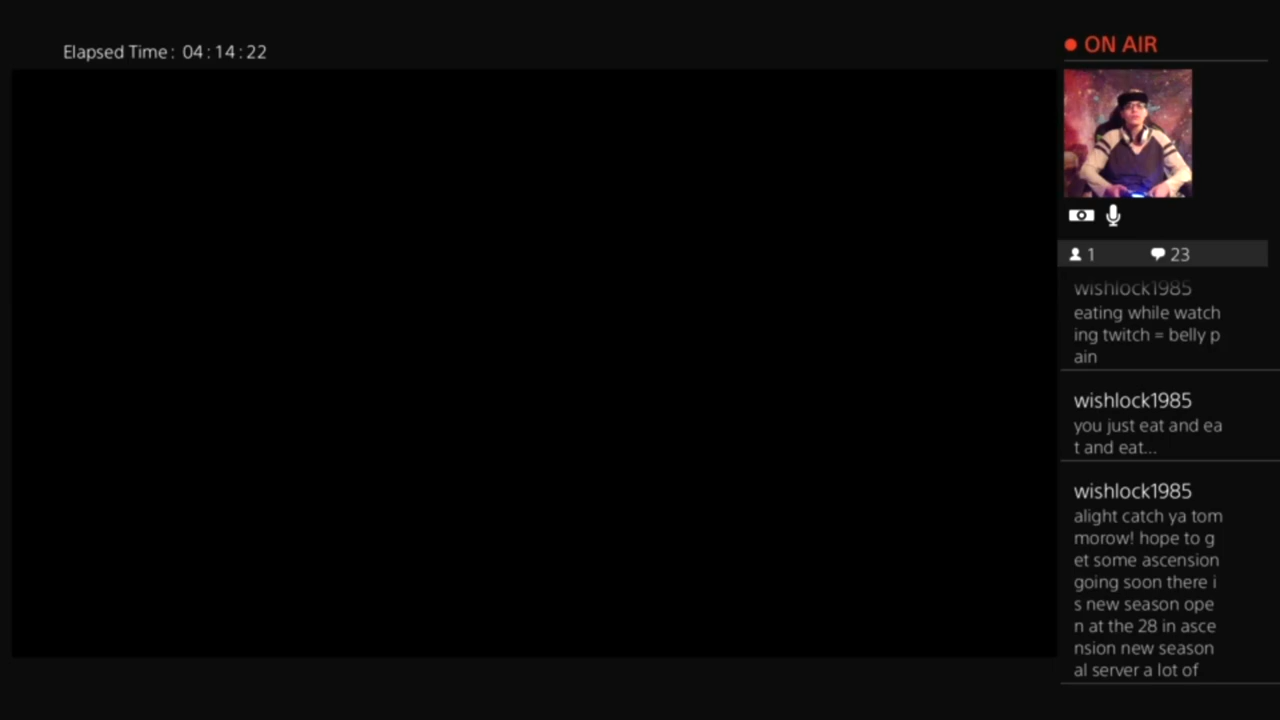 Elapsed Time: 04:14:22
ON AIR
1 23
wishlock1985
eating while watch
ing twitch = belly p
ain
wishlock1985
you just eat and ea
t and eat...
wishlock1985
alight catch ya tom
morow! hope to g
et some ascension
going soon there i
s new season ope
n at the 28 in asce
nsion new season
al server a lot of